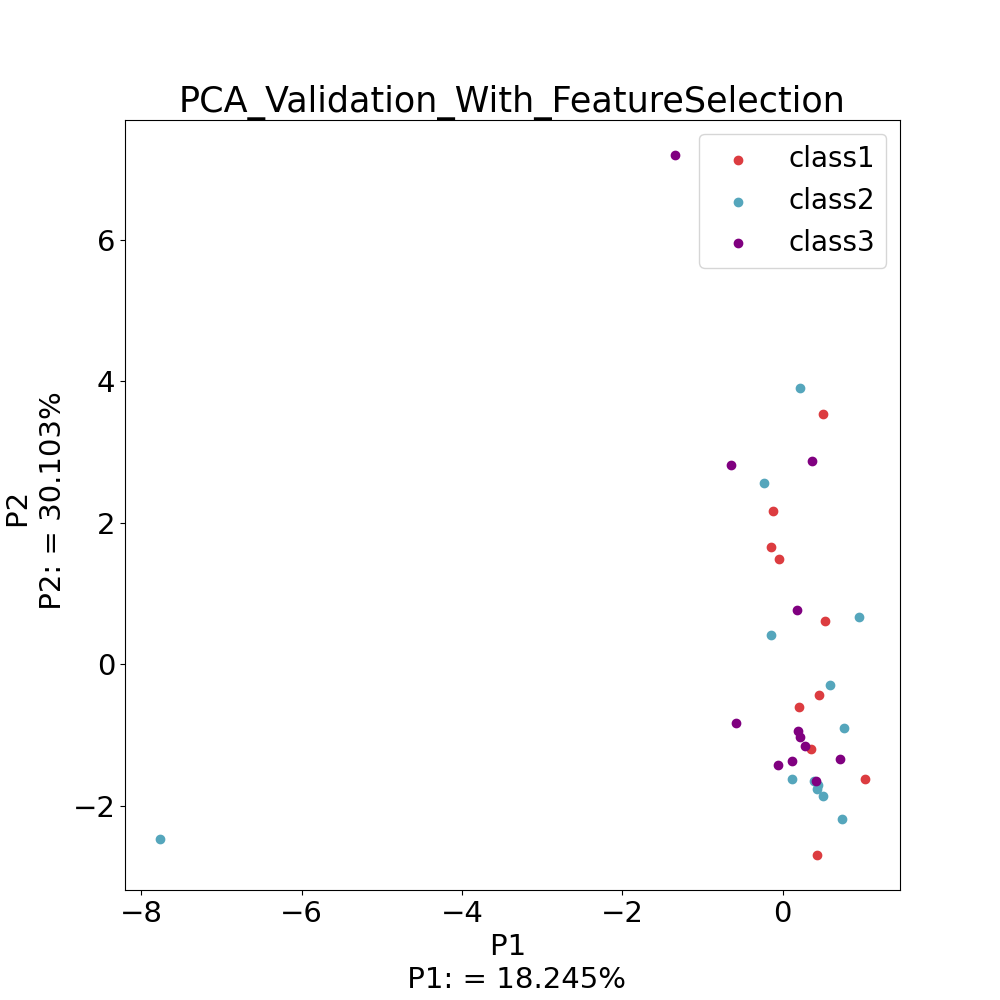 PCA_Validation_With_FeatureSelection
class1
class2
class3
6
4
2
0
−2
P2
P2: = 30.103%
−8
−6
−4
−2
0
P1
P1: = 18.245%